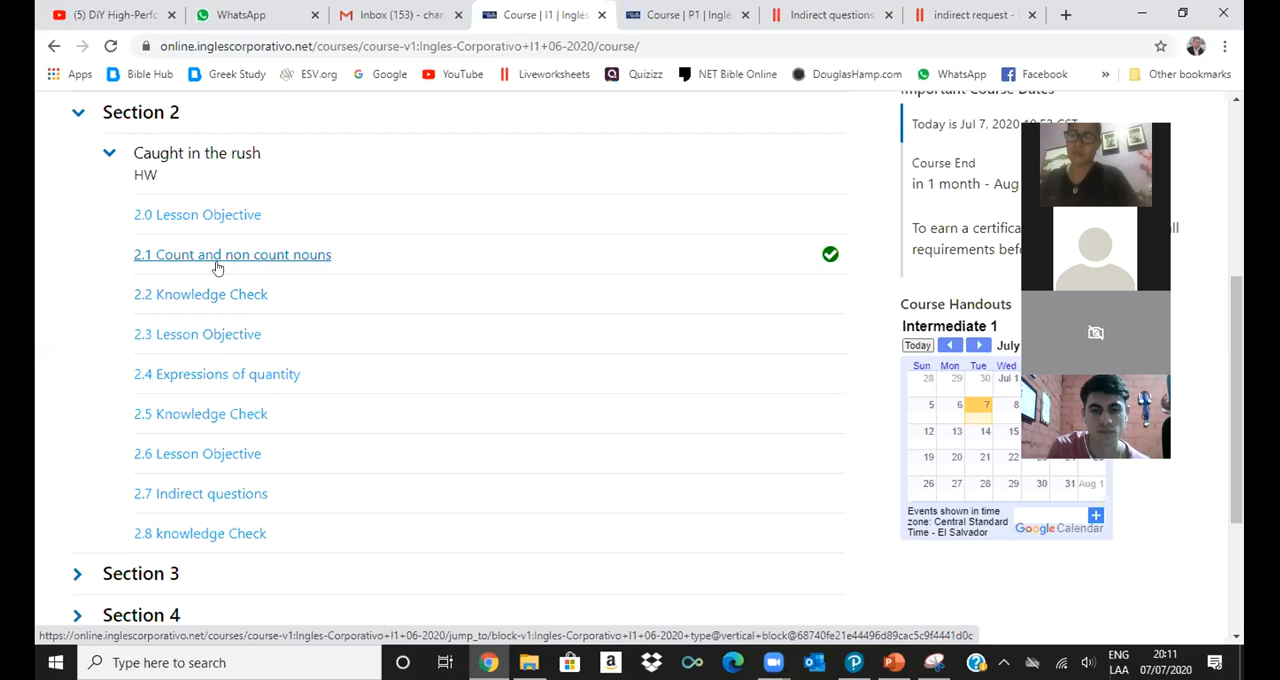 (5) DIY High-Perfo
WhatsApp
Inbox (153) - char
Course | I1 | Inglés
Course | P1 | Inglé
Indirect questions
indirect request -
online.inglescorporativo.net/courses/course-v1:Ingles-Corporativo+I1+06-2020/course/
Apps
Bible Hub
Greek Study
ESV.org
Google
YouTube
Liveworksheets
Quizizz
NET Bible Online
DouglasHamp.com
WhatsApp
Facebook
»
Other bookmarks
Section 2
Caught in the rush
HW
2.0 Lesson Objective
2.1 Count and non count nouns
2.2 Knowledge Check
2.3 Lesson Objective
2.4 Expressions of quantity
2.5 Knowledge Check
2.6 Lesson Objective
2.7 Indirect questions
2.8 knowledge Check
Section 3
Section 4
Important Course Dates
Today is Jul 7, 2020
Course End
in 1 month - Aug
To earn a certifica
all
requirements befo
Course Handouts
Intermediate 1
Today
July
Sun Mon Tue Wed
28 29 30 Jul 1
5 6 7 8
12 13 14 15
19 20 21 22
26 27 28 29 30 31 Aug 1
Events shown in time
zone: Central Standard
Time - El Salvador
Google Calendar
https://online.inglescorporativo.net/courses/course-v1:Ingles-Corporativo+I1+06-2020/jump_to/block-v1:Ingles-Corporativo+I1+06-2020+type@vertical+block@68740fe21e44496d89cac5c9f4441d0c
Type here to search
ENG
LAA
20:11
07/07/2020